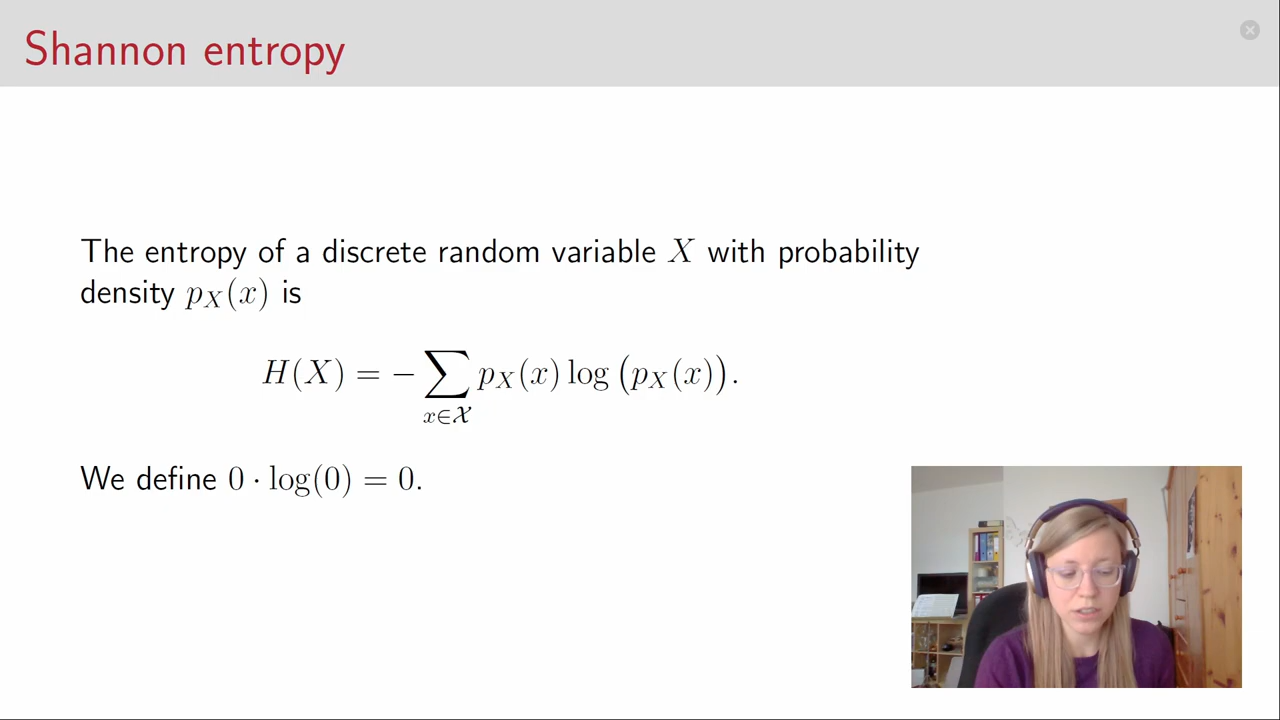 Shannon entropy
The entropy of a discrete random variable X with probability
density p_X(x) is
H(X) = − ∑_{x∈𝒳} p_X(x) log (p_X(x)).
We define 0 · log(0) = 0.